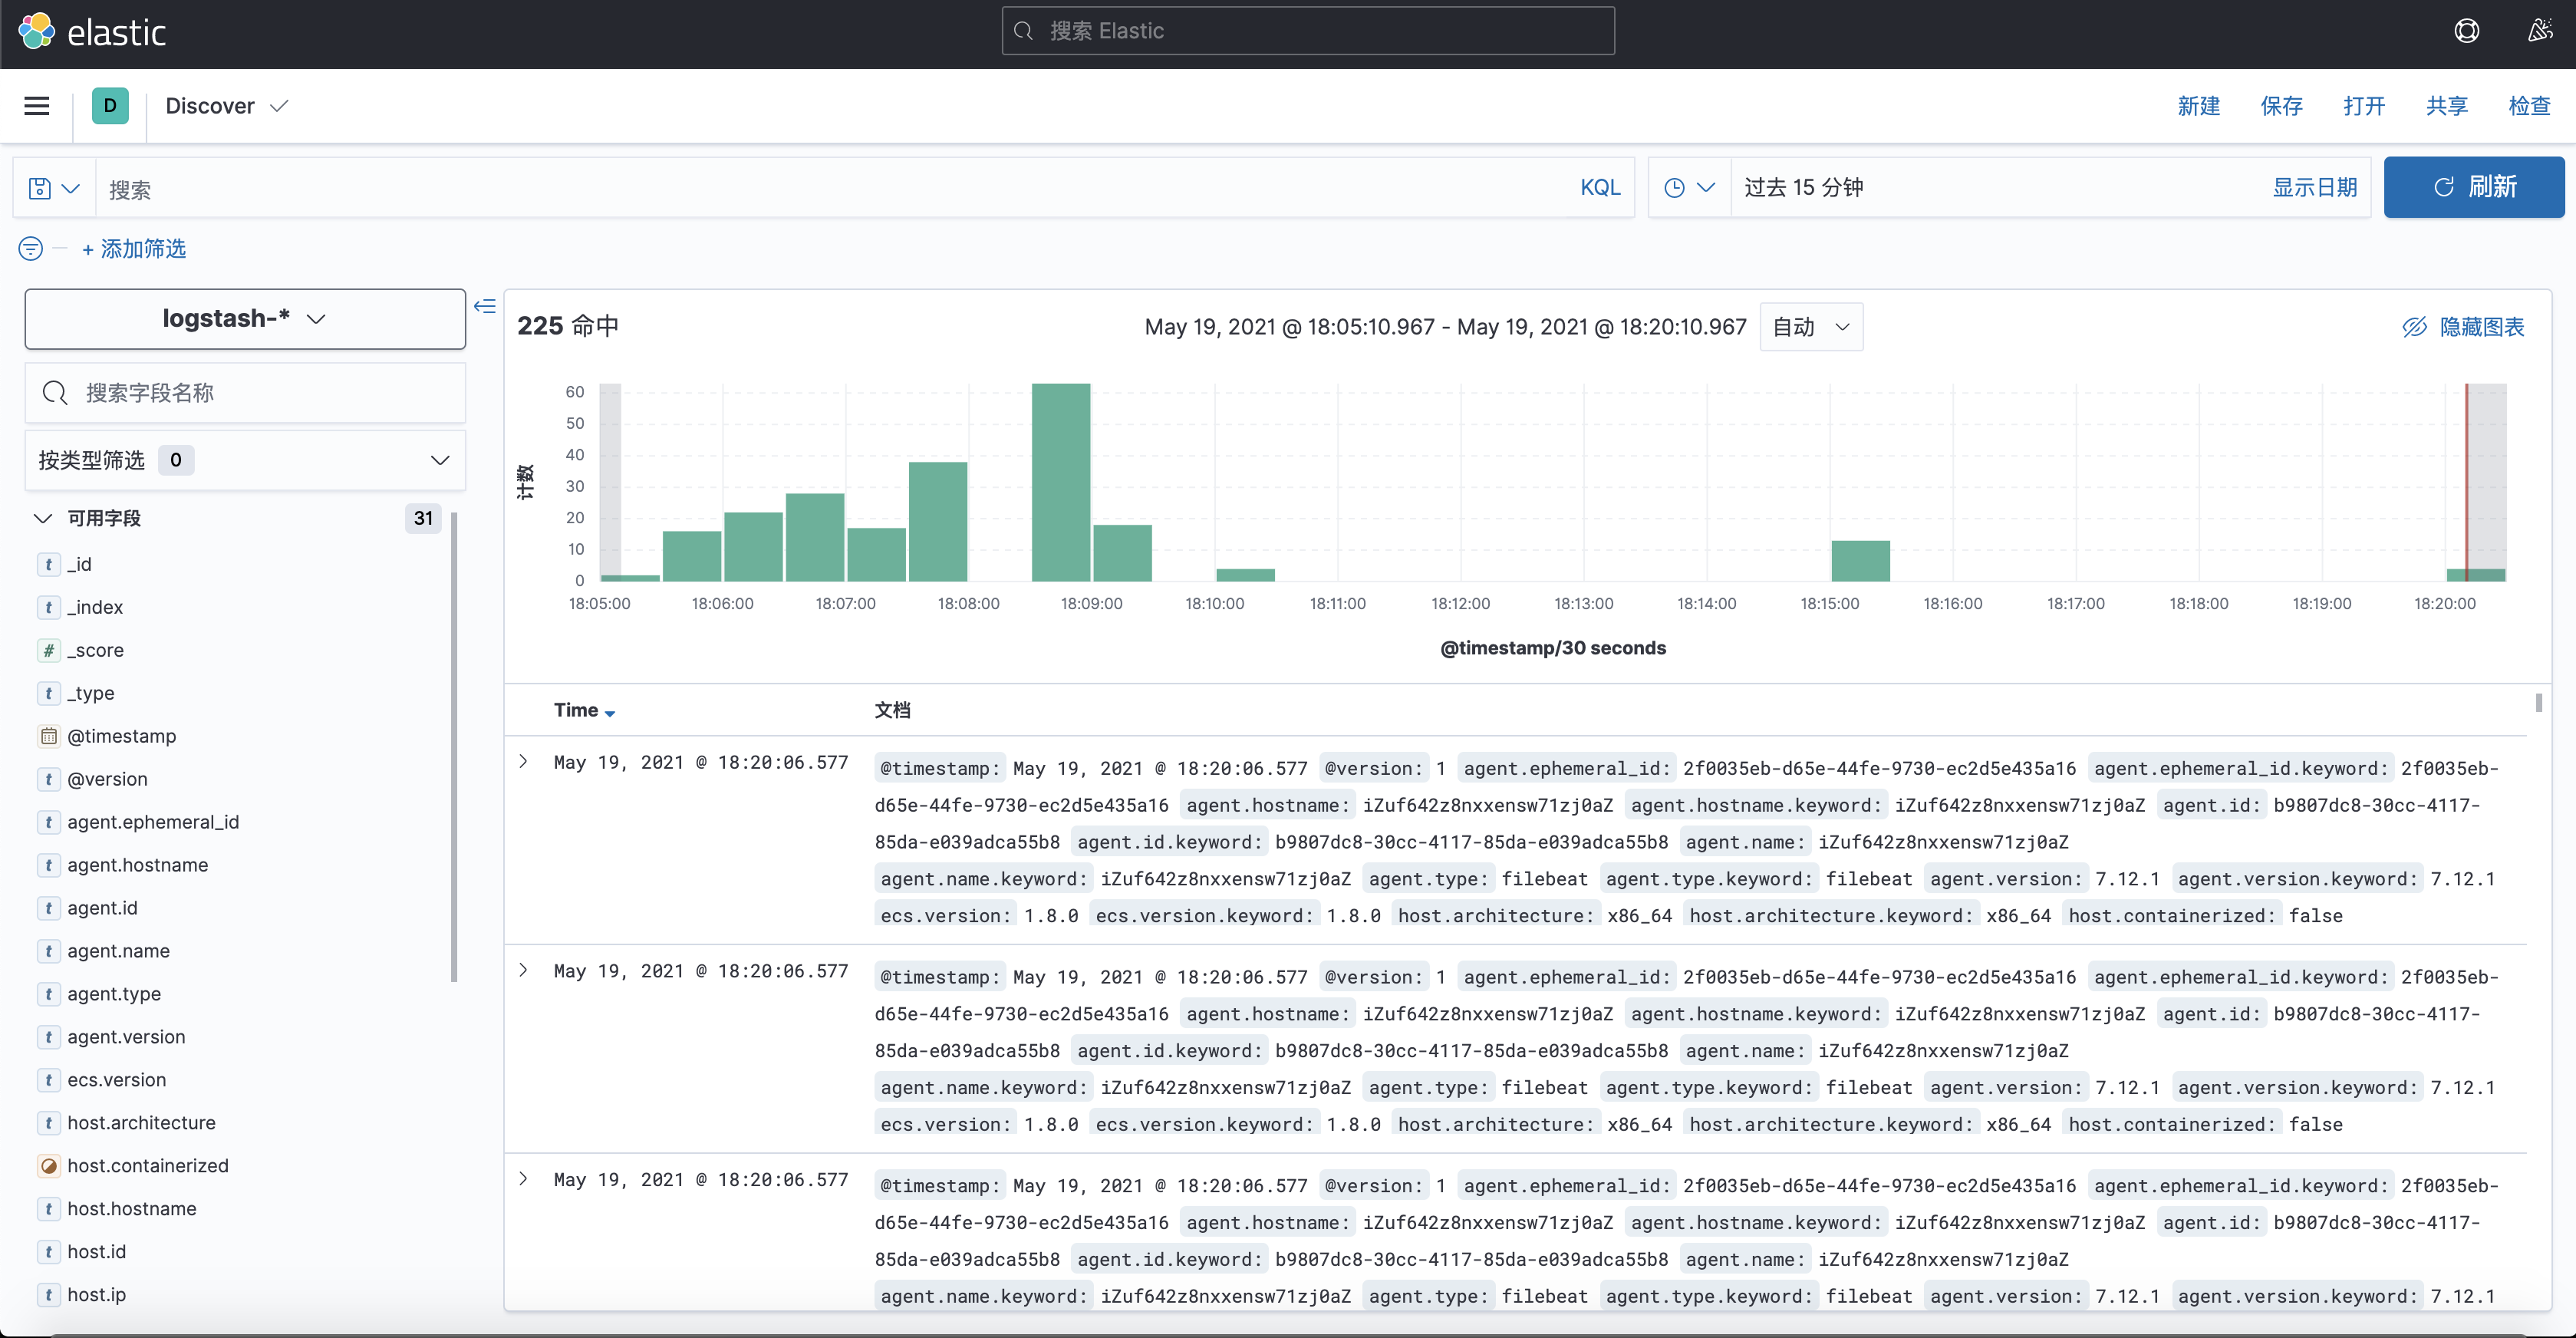 elastic
搜索 Elastic
D Discover
新建 保存 打开 共享 检查
搜索 KQL
过去 15 分钟 显示日期
刷新
+ 添加筛选
logstash-*
搜索字段名称
按类型筛选 0
可用字段 31
t _id
t _index
# _score
t _type
@timestamp
t @version
t agent.ephemeral_id
t agent.hostname
t agent.id
t agent.name
t agent.type
t agent.version
t ecs.version
t host.architecture
host.containerized
t host.hostname
t host.id
t host.ip
225 命中
May 19, 2021 @ 18:05:10.967 - May 19, 2021 @ 18:20:10.967 自动
隐藏图表
计数
60
50
40
30
20
10
0
18:05:00 18:06:00 18:07:00 18:08:00 18:09:00 18:10:00 18:11:00 18:12:00 18:13:00 18:14:00 18:15:00 18:16:00 18:17:00 18:18:00 18:19:00 18:20:00
@timestamp/30 seconds
Time 文档
May 19, 2021 @ 18:20:06.577
@timestamp: May 19, 2021 @ 18:20:06.577 @version: 1 agent.ephemeral_id: 2f0035eb-d65e-44fe-9730-ec2d5e435a16 agent.ephemeral_id.keyword: 2f0035eb-
d65e-44fe-9730-ec2d5e435a16 agent.hostname: iZuf642z8nxxensw71zj0aZ agent.hostname.keyword: iZuf642z8nxxensw71zj0aZ agent.id: b9807dc8-30cc-4117-
85da-e039adca55b8 agent.id.keyword: b9807dc8-30cc-4117-85da-e039adca55b8 agent.name: iZuf642z8nxxensw71zj0aZ
agent.name.keyword: iZuf642z8nxxensw71zj0aZ agent.type: filebeat agent.type.keyword: filebeat agent.version: 7.12.1 agent.version.keyword: 7.12.1
ecs.version: 1.8.0 ecs.version.keyword: 1.8.0 host.architecture: x86_64 host.architecture.keyword: x86_64 host.containerized: false
May 19, 2021 @ 18:20:06.577
@timestamp: May 19, 2021 @ 18:20:06.577 @version: 1 agent.ephemeral_id: 2f0035eb-d65e-44fe-9730-ec2d5e435a16 agent.ephemeral_id.keyword: 2f0035eb-
d65e-44fe-9730-ec2d5e435a16 agent.hostname: iZuf642z8nxxensw71zj0aZ agent.hostname.keyword: iZuf642z8nxxensw71zj0aZ agent.id: b9807dc8-30cc-4117-
85da-e039adca55b8 agent.id.keyword: b9807dc8-30cc-4117-85da-e039adca55b8 agent.name: iZuf642z8nxxensw71zj0aZ
agent.name.keyword: iZuf642z8nxxensw71zj0aZ agent.type: filebeat agent.type.keyword: filebeat agent.version: 7.12.1 agent.version.keyword: 7.12.1
ecs.version: 1.8.0 ecs.version.keyword: 1.8.0 host.architecture: x86_64 host.architecture.keyword: x86_64 host.containerized: false
May 19, 2021 @ 18:20:06.577
@timestamp: May 19, 2021 @ 18:20:06.577 @version: 1 agent.ephemeral_id: 2f0035eb-d65e-44fe-9730-ec2d5e435a16 agent.ephemeral_id.keyword: 2f0035eb-
d65e-44fe-9730-ec2d5e435a16 agent.hostname: iZuf642z8nxxensw71zj0aZ agent.hostname.keyword: iZuf642z8nxxensw71zj0aZ agent.id: b9807dc8-30cc-4117-
85da-e039adca55b8 agent.id.keyword: b9807dc8-30cc-4117-85da-e039adca55b8 agent.name: iZuf642z8nxxensw71zj0aZ
agent.name.keyword: iZuf642z8nxxensw71zj0aZ agent.type: filebeat agent.type.keyword: filebeat agent.version: 7.12.1 agent.version.keyword: 7.12.1